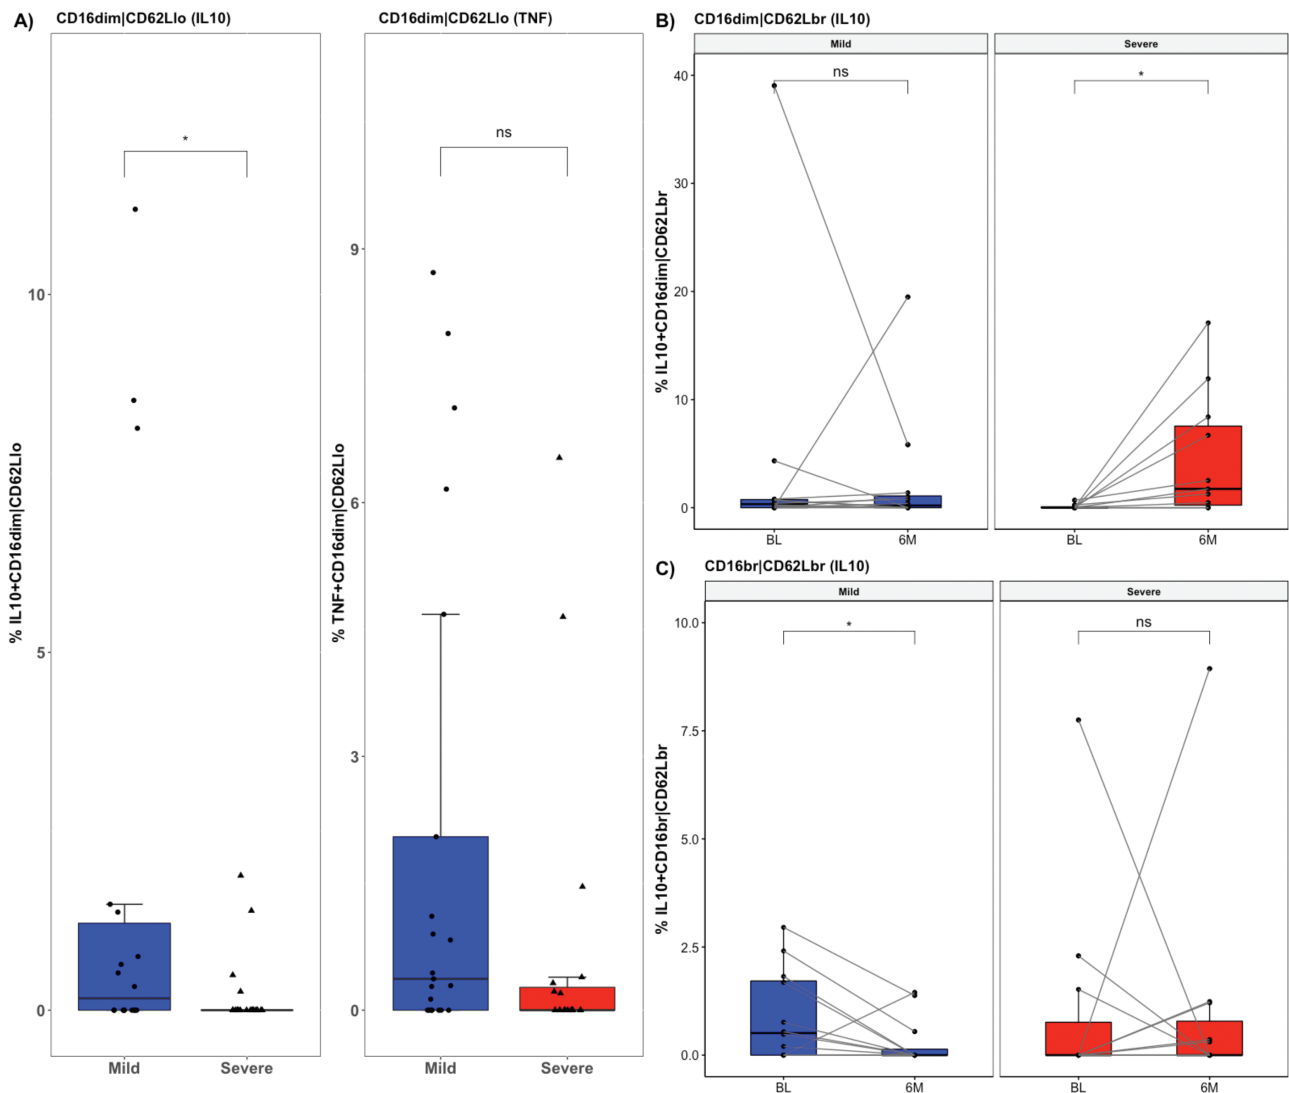 A)
CD16dim|CD62Llo (IL10)
% IL10+CD16dim|CD62Llo
10
5
0
*
Mild
Severe
CD16dim|CD62Llo (TNF)
% TNF+CD16dim|CD62Llo
9
6
3
0
ns
Mild
Severe
B)
CD16dim|CD62Lbr (IL10)
Mild
Severe
% IL10+CD16dim|CD62Lbr
40
30
20
10
0
ns
*
BL
6M
BL
6M
C)
CD16br|CD62Lbr (IL10)
Mild
Severe
% IL10+CD16br|CD62Lbr
10.0
7.5
5.0
2.5
0.0
*
ns
BL
6M
BL
6M